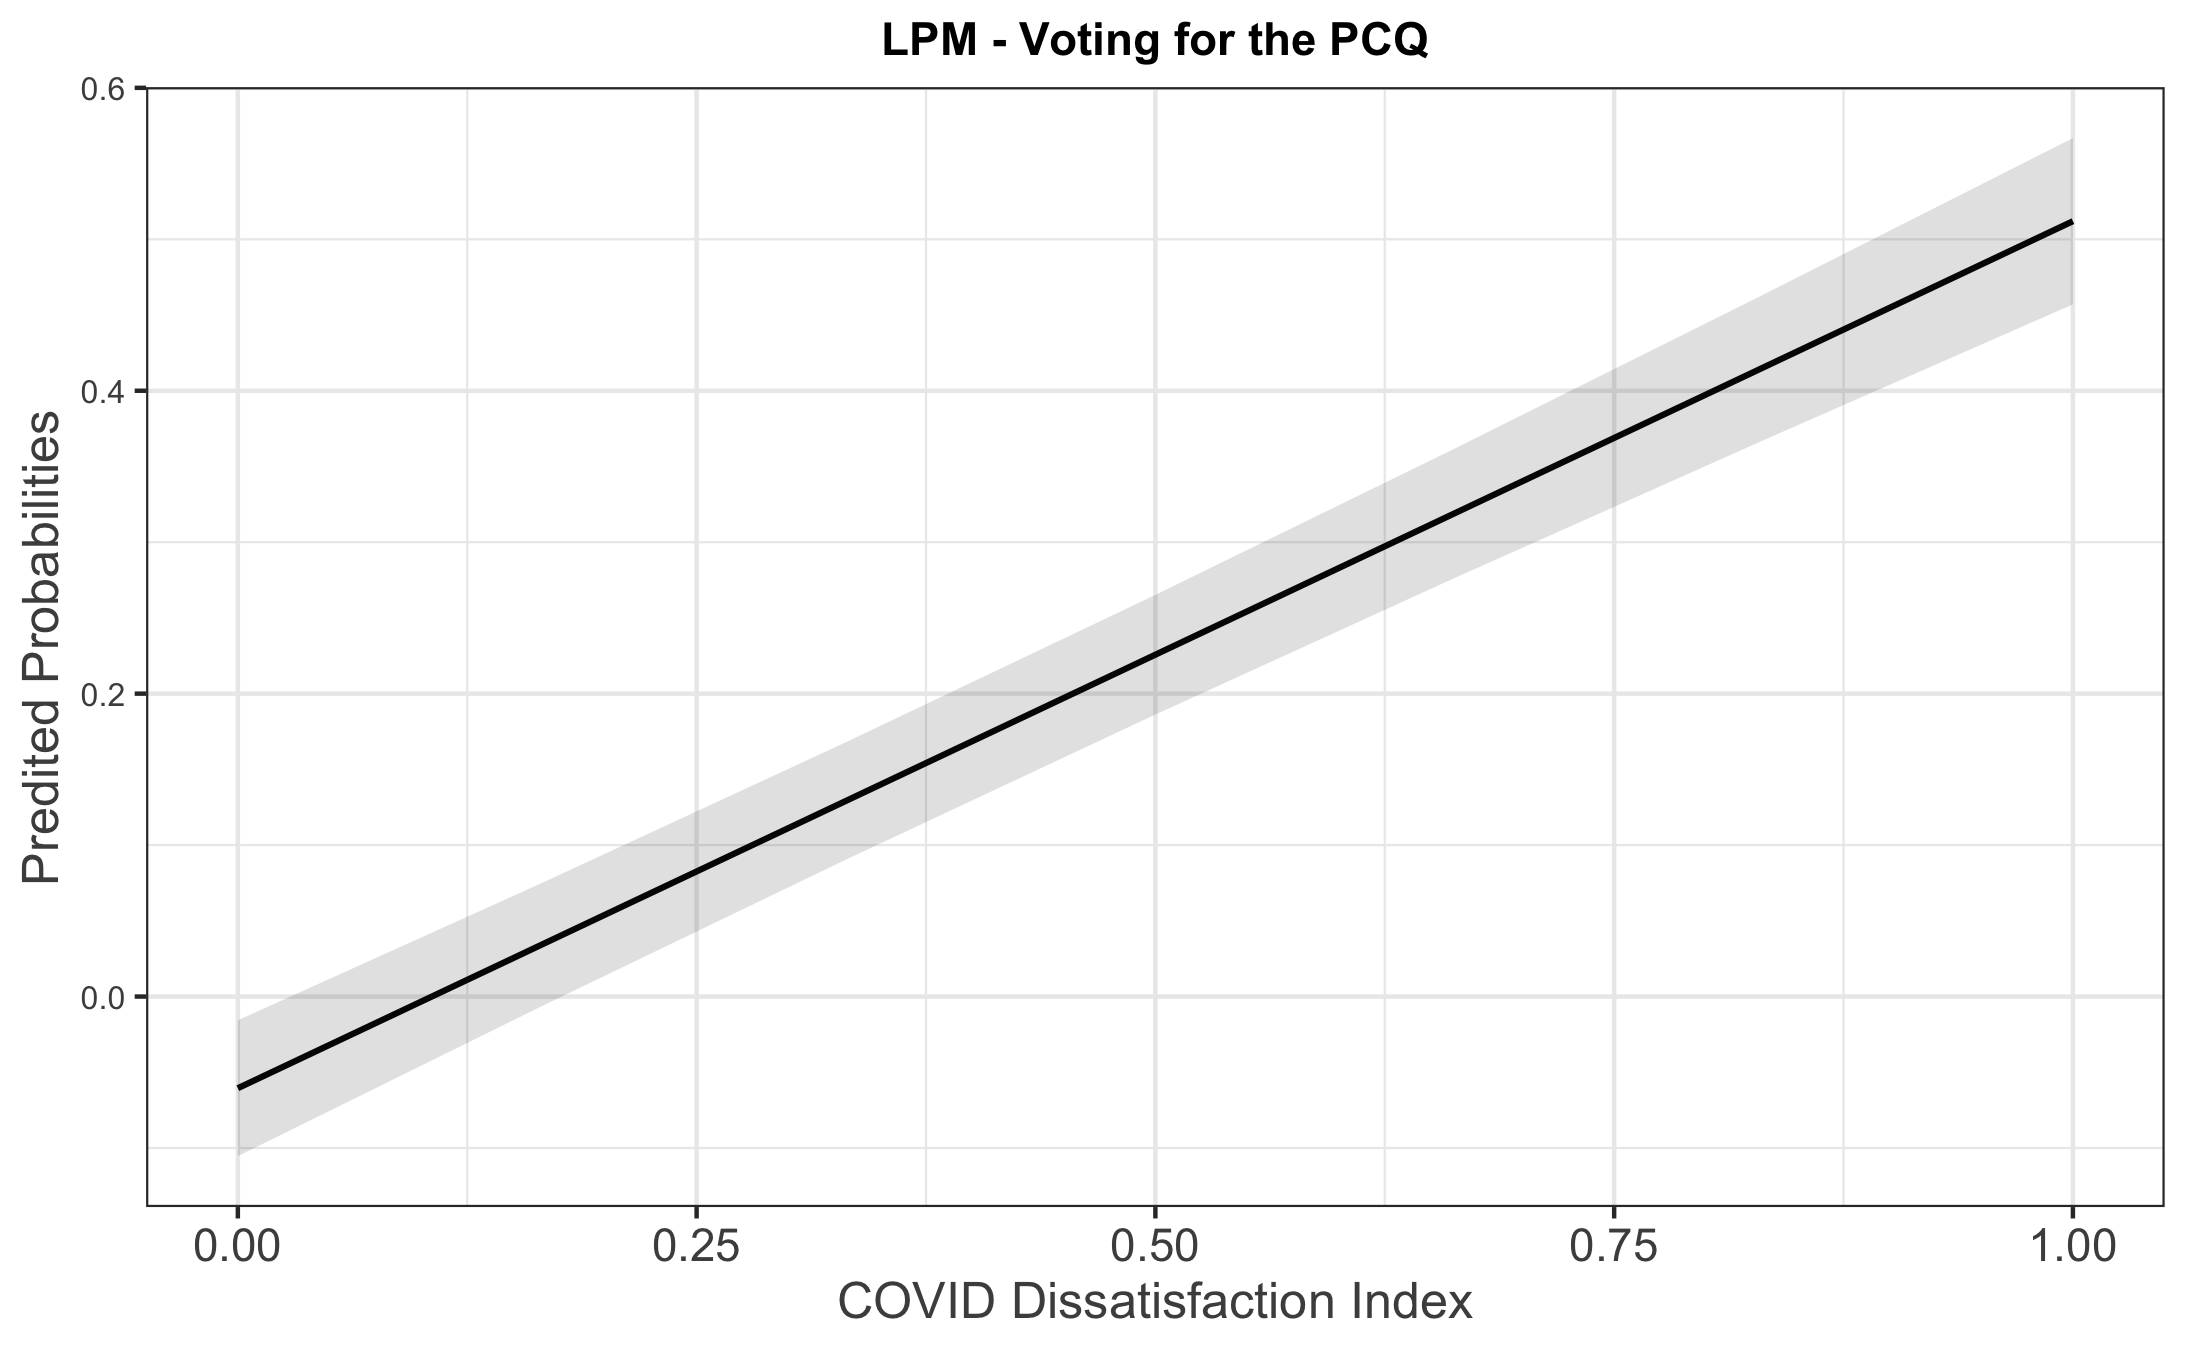 LPM - Voting for the PCQ
0.6
0.4
0.2
0.0
Predited Probabilities
0.00 0.25 0.50 0.75 1.00
COVID Dissatisfaction Index